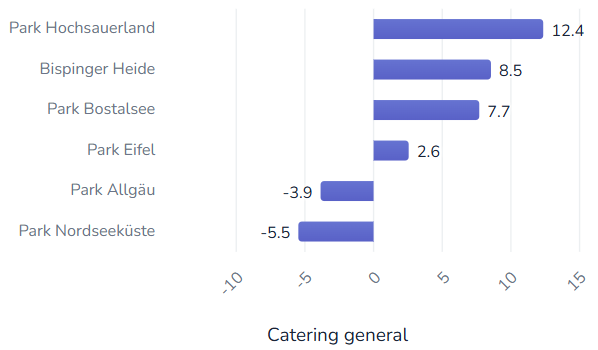 Park Hochsauerland 12.4
Bispinger Heide 8.5
Park Bostalsee 7.7
Park Eifel 2.6
Park Allgäu -3.9
Park Nordseeküste -5.5
-10 -5 0 5 10 15
Catering general